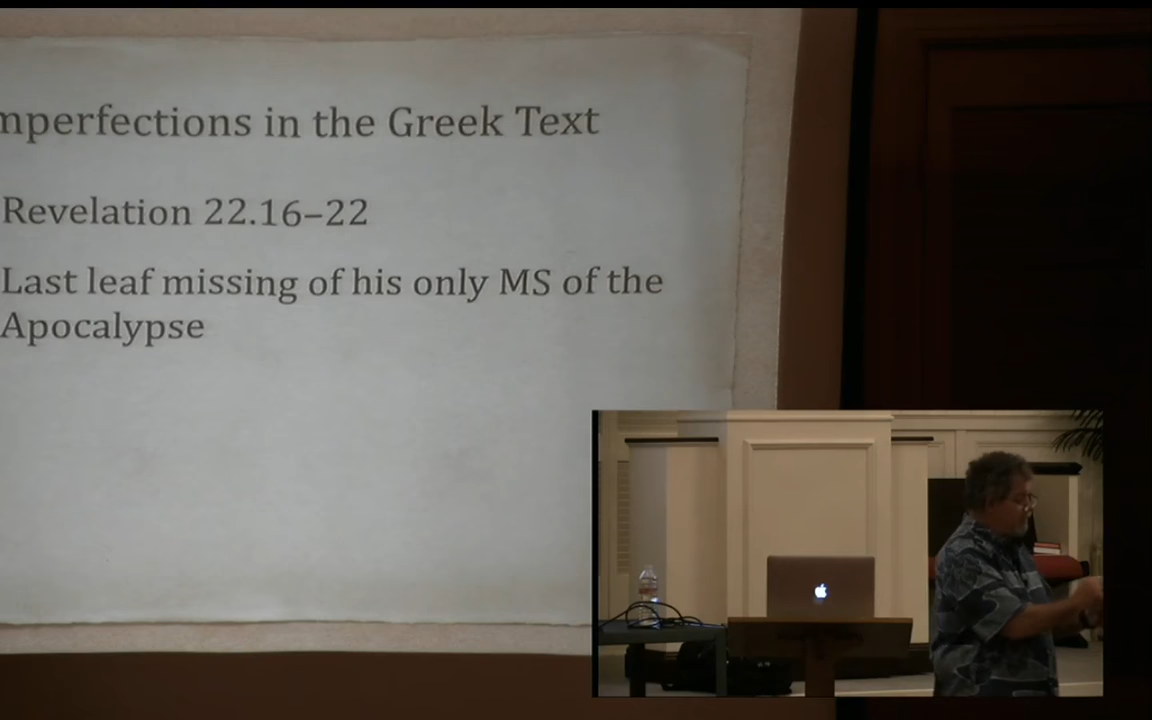 mperfections in the Greek Text
Revelation 22.16–22
Last leaf missing of his only MS of the
Apocalypse